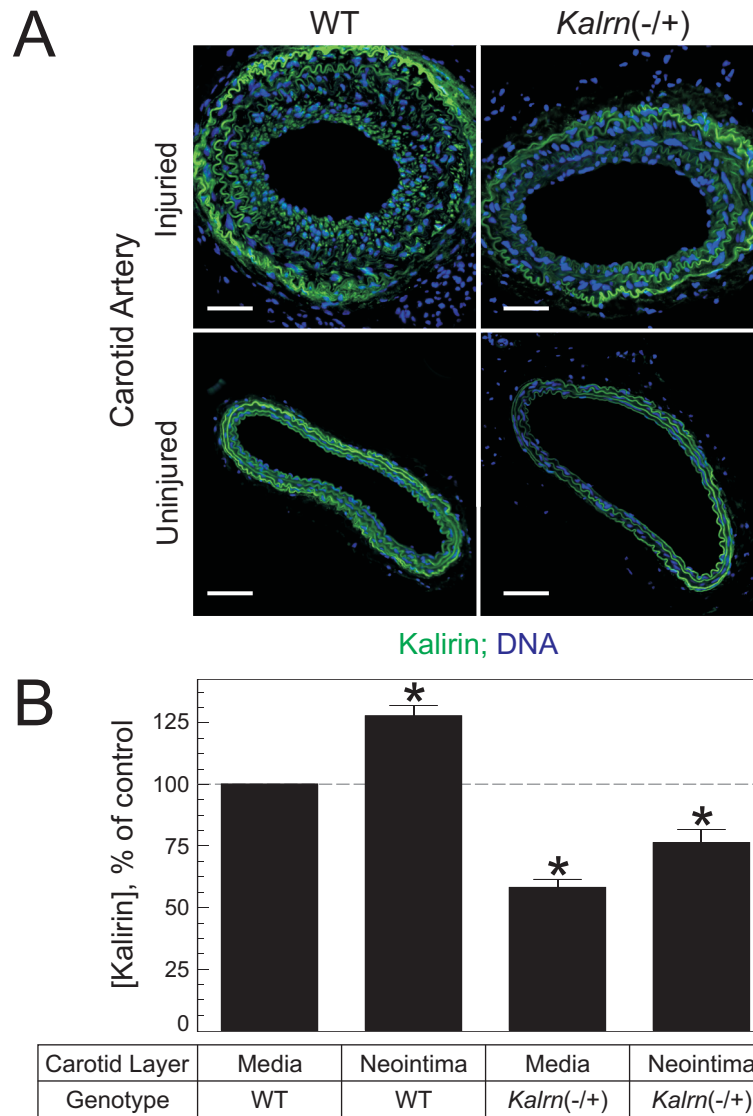 A
WT
Kalrn(-/+)
Carotid Artery
Injuried
Uninjured
Kalirin; DNA
B
[Kalirin], % of control
125
100
75
50
25
0
*
*
*
Carotid Layer Media Neointima Media Neointima
Genotype WT WT Kalrn(-/+) Kalrn(-/+)